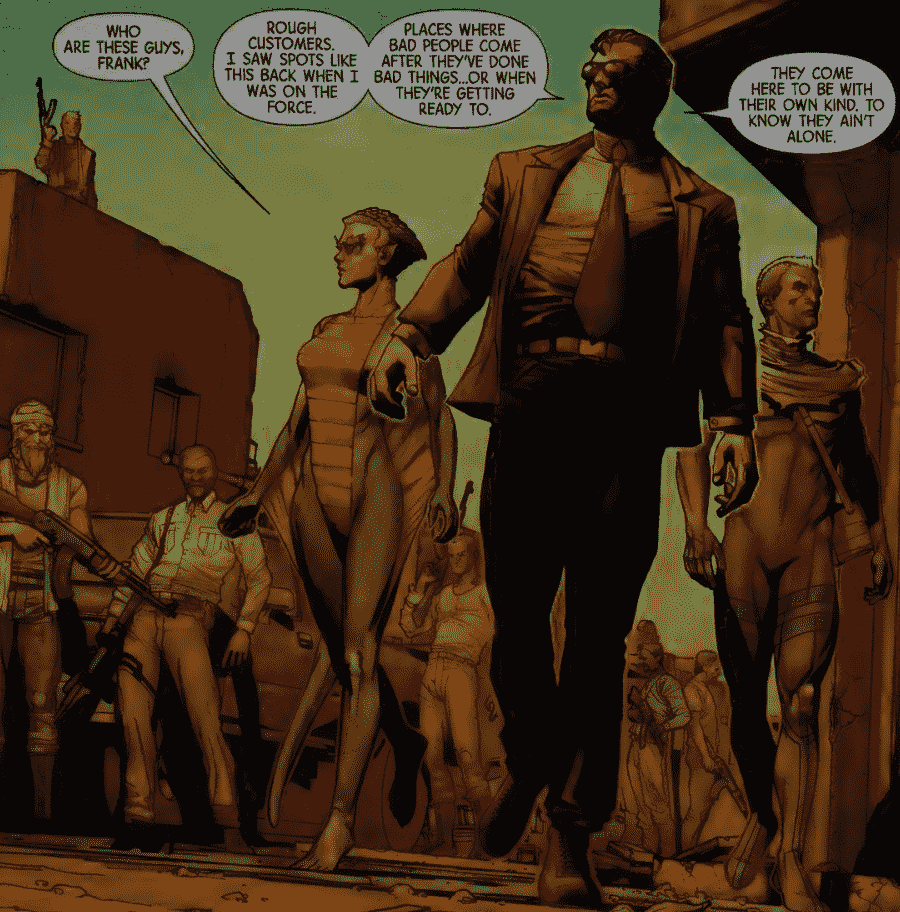 WHO
ARE THESE GUYS,
FRANK?
ROUGH
CUSTOMERS.
I SAW SPOTS LIKE
THIS BACK WHEN I
WAS ON THE
FORCE.
PLACES WHERE
BAD PEOPLE COME
AFTER THEY'VE DONE
BAD THINGS...OR WHEN
THEY'RE GETTING
READY TO.
THEY COME
HERE TO BE WITH
THEIR OWN KIND, TO
KNOW THEY AIN'T
ALONE.